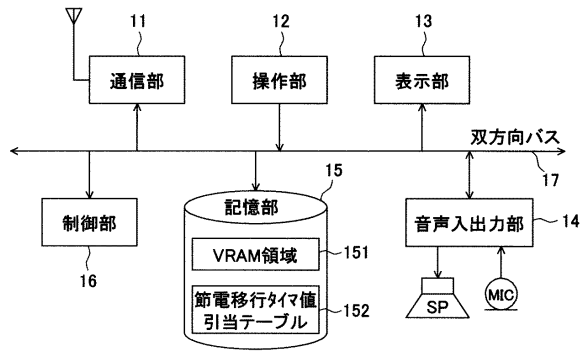 11
12
13
通信部
操作部
表示部
双方向バス
17
15
制御部
記憶部
音声入出力部
14
16
VRAM領域
151
節電移行ﾀｲﾏ値
引当テーブル
152
SP
MIC